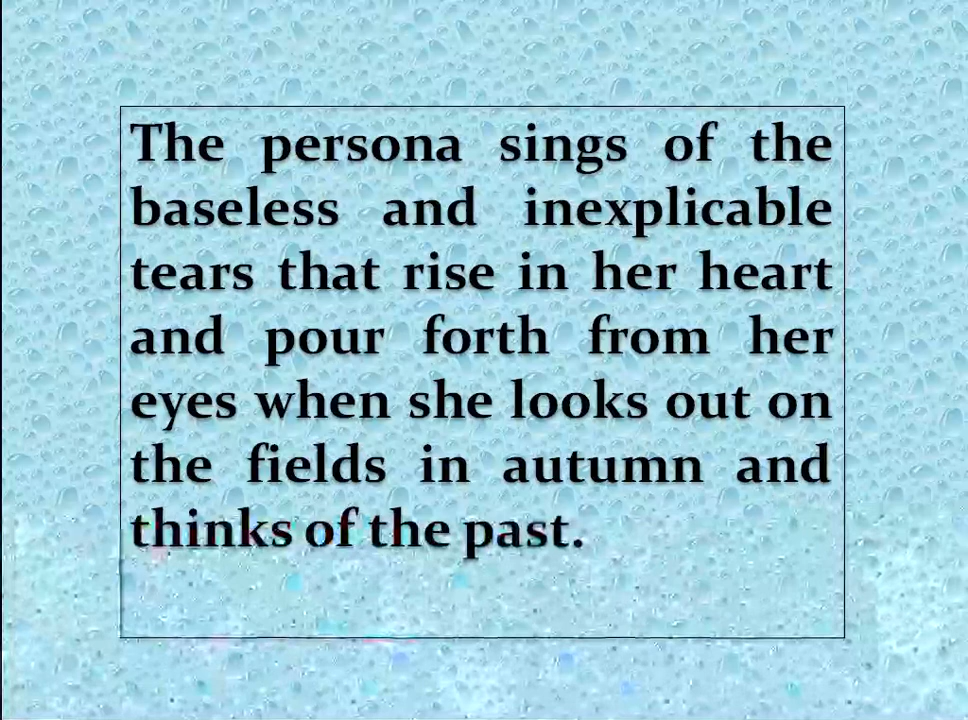 The persona sings of the
baseless and inexplicable
tears that rise in her heart
and pour forth from her
eyes when she looks out on
the fields in autumn and
thinks of the past.